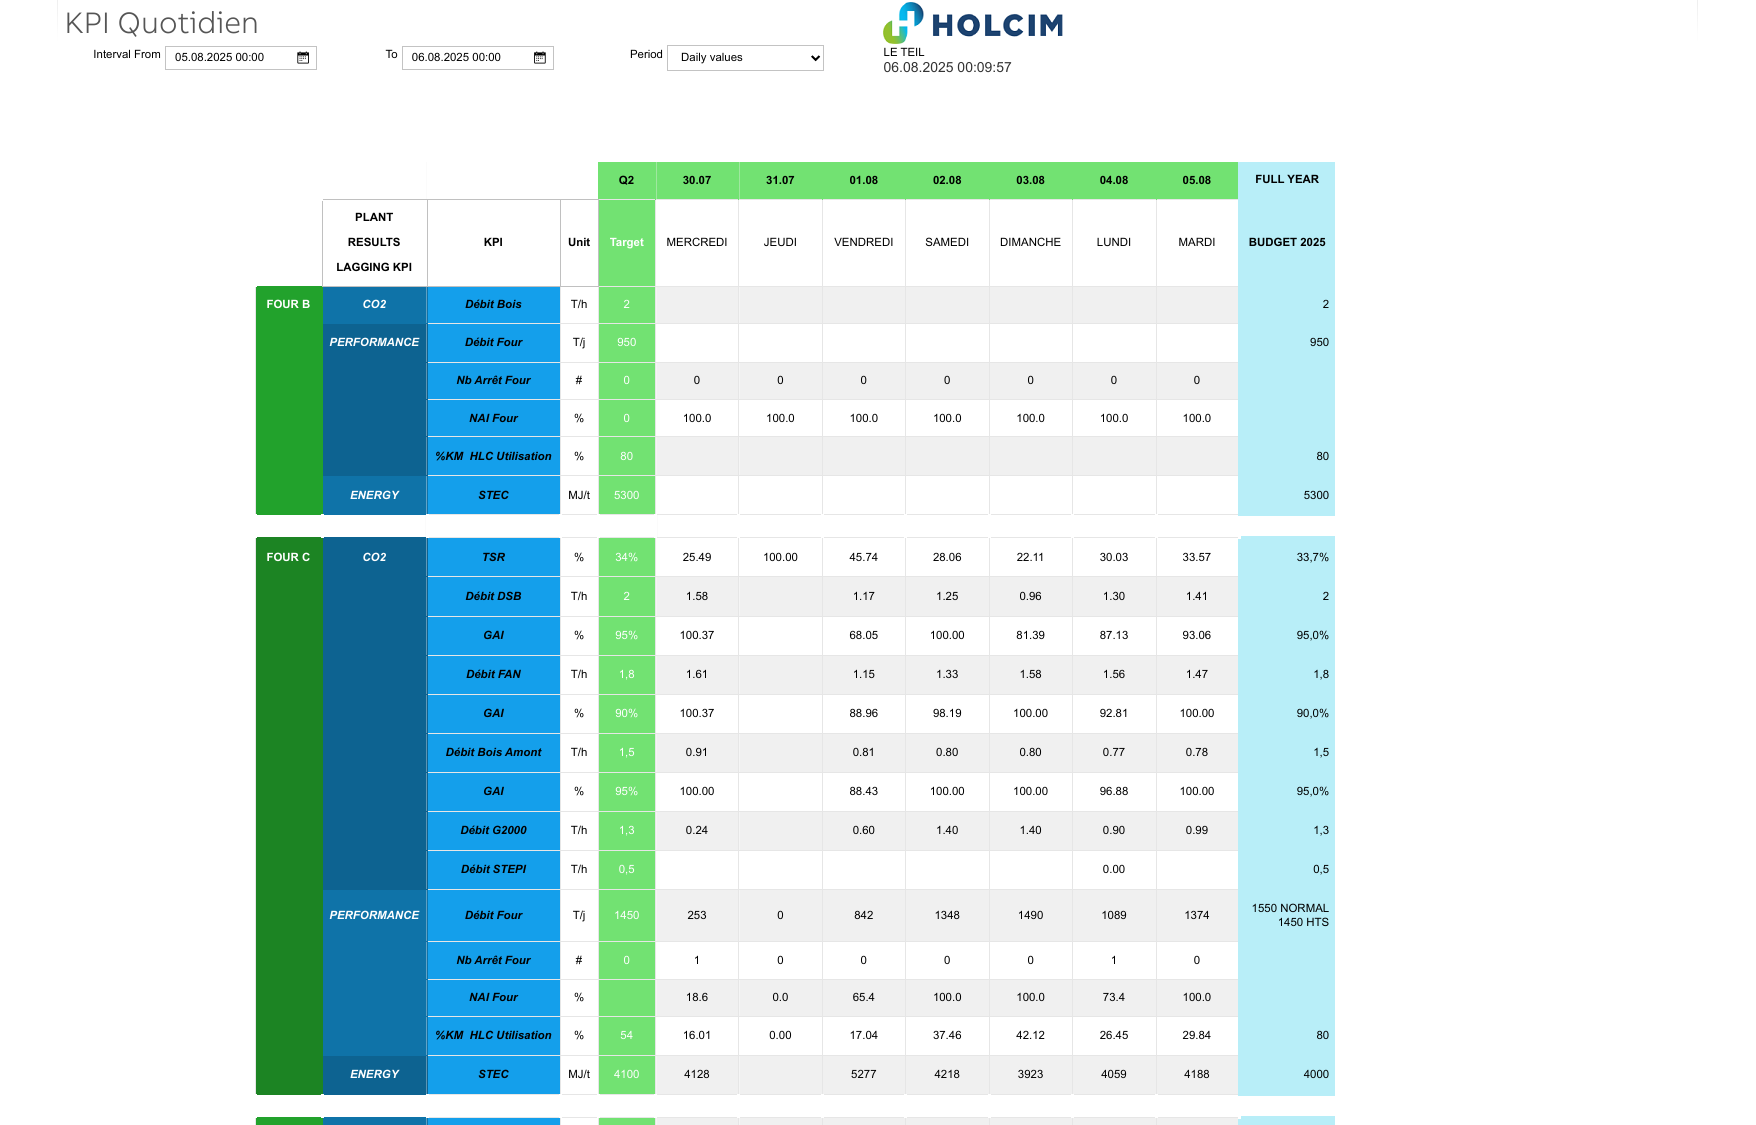 KPI Quotidien
HOLCIM
Interval From 05.08.2025 00:00 To 06.08.2025 00:00 Period Daily values
LE TEIL
06.08.2025 00:09:57
Q2 30.07 31.07 01.08 02.08 03.08 04.08 05.08 FULL YEAR
PLANT
RESULTS
LAGGING KPI
KPI Unit Target MERCREDI JEUDI VENDREDI SAMEDI DIMANCHE LUNDI MARDI BUDGET 2025
FOUR B CO2 Débit Bois T/h 2 2
PERFORMANCE Débit Four T/j 950 950
Nb Arrêt Four # 0 0 0 0 0 0 0 0
NAI Four % 0 100.0 100.0 100.0 100.0 100.0 100.0 100.0
%KM HLC Utilisation % 80 80
ENERGY STEC MJ/t 5300 5300
FOUR C CO2 TSR % 34% 25.49 100.00 45.74 28.06 22.11 30.03 33.57 33,7%
Débit DSB T/h 2 1.58 1.17 1.25 0.96 1.30 1.41 2
GAI % 95% 100.37 68.05 100.00 81.39 87.13 93.06 95,0%
Débit FAN T/h 1,8 1.61 1.15 1.33 1.58 1.56 1.47 1,8
GAI % 90% 100.37 88.96 98.19 100.00 92.81 100.00 90,0%
Débit Bois Amont T/h 1,5 0.91 0.81 0.80 0.80 0.77 0.78 1,5
GAI % 95% 100.00 88.43 100.00 100.00 96.88 100.00 95,0%
Débit G2000 T/h 1,3 0.24 0.60 1.40 1.40 0.90 0.99 1,3
Débit STEPI T/h 0,5 0.00 0,5
PERFORMANCE Débit Four T/j 1450 253 0 842 1348 1490 1089 1374 1550 NORMAL
1450 HTS
Nb Arrêt Four # 0 1 0 0 0 0 1 0
NAI Four % 18.6 0.0 65.4 100.0 100.0 73.4 100.0
%KM HLC Utilisation % 54 16.01 0.00 17.04 37.46 42.12 26.45 29.84 80
ENERGY STEC MJ/t 4100 4128 5277 4218 3923 4059 4188 4000